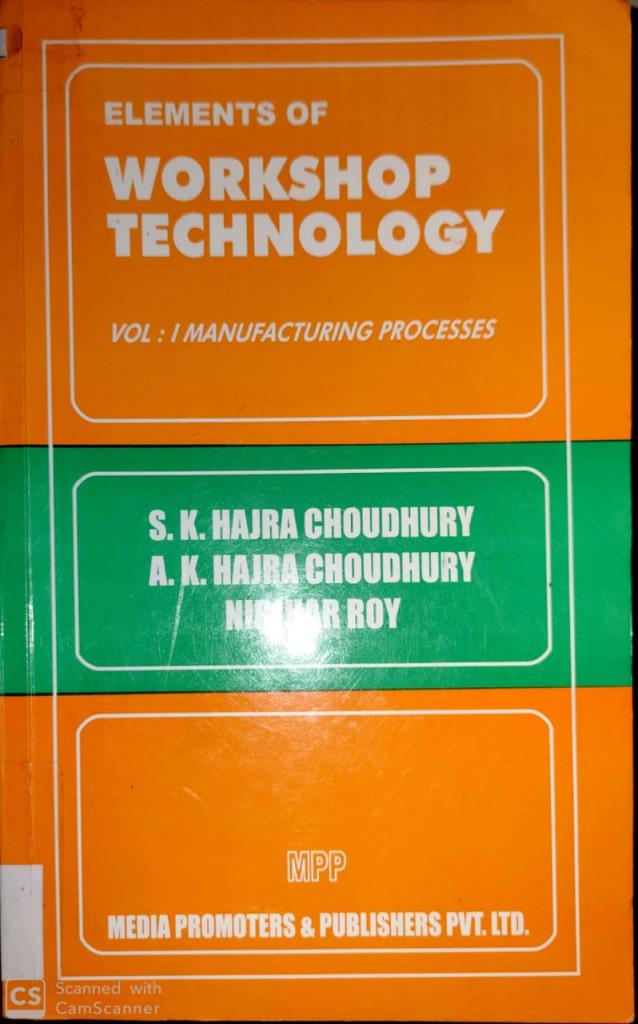 ELEMENTS OF
WORKSHOP
TECHNOLOGY
VOL : I MANUFACTURING PROCESSES
S. K. HAJRA CHOUDHURY
A. K. HAJRA CHOUDHURY
ROY
MPP
MEDIA PROMOTERS & PUBLISHERS PVT. LTD.
CS Scanned with
CamScanner